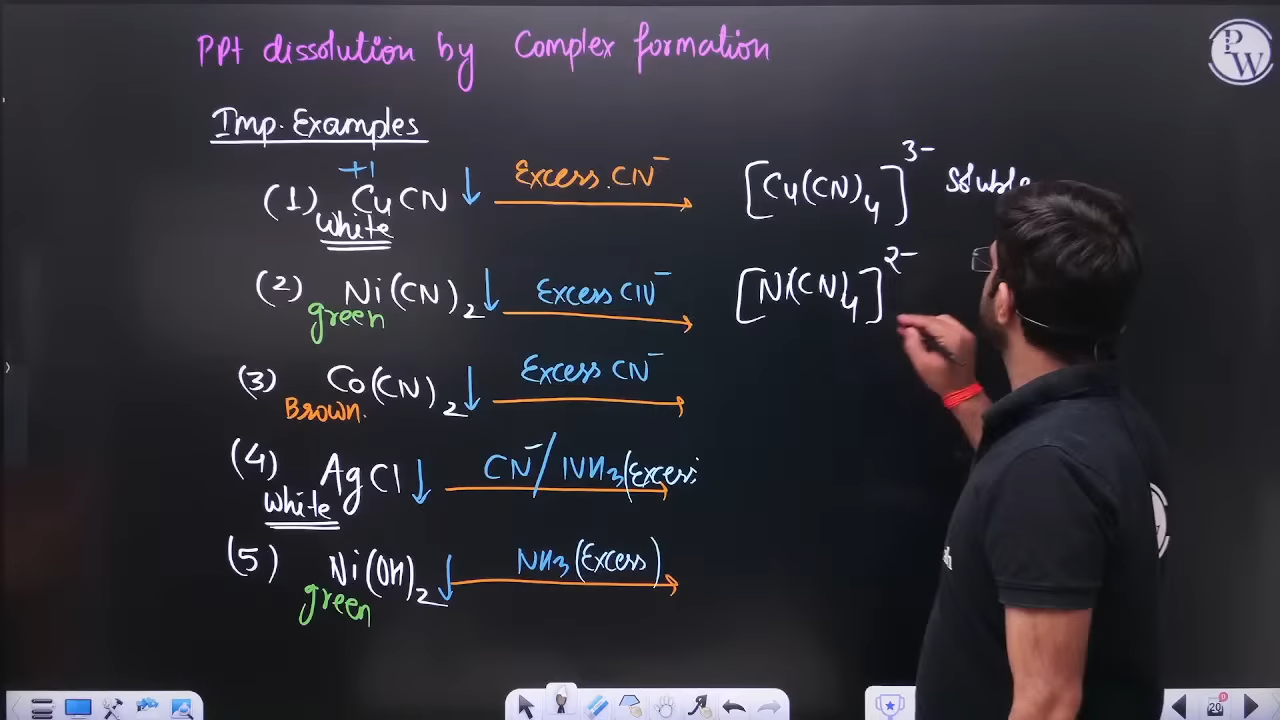 PPt dissolution by Complex formation
PW
Imp. Examples
(1) CuCN ↓ Excess CN⁻ [Cu(CN)₄]³⁻ Soluble
+1
White
(2) Ni(CN)₂ ↓ Excess CN⁻ [Ni(CN)₄]²⁻
green
(3) Co(CN)₂ ↓ Excess CN⁻
Brown.
(4) AgCl ↓ CN⁻/NH₃(Excess
White
(5) Ni(OH)₂ ↓ NH₃(Excess)
green
20